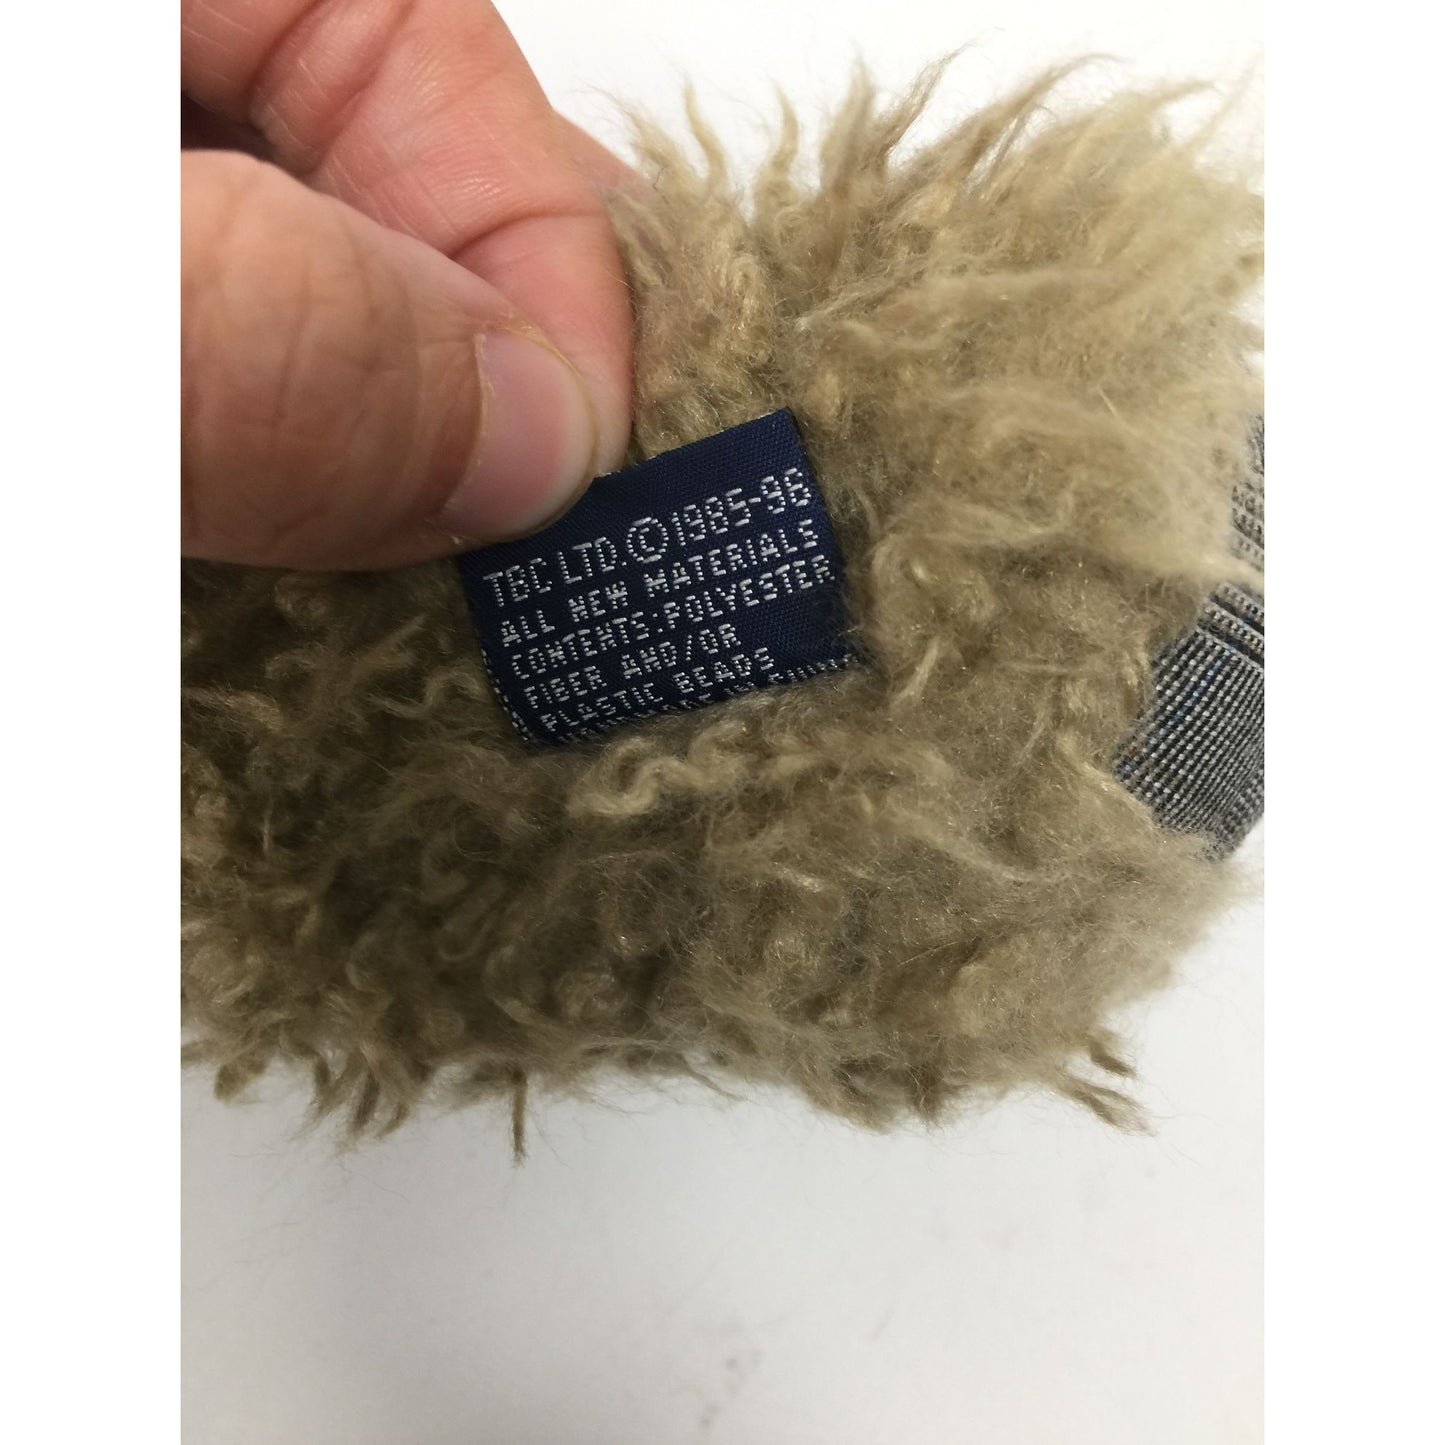 TBC LTD. ©1985-96
ALL NEW MATERIALS
CONTENTS: POLYESTER
FIBER AND/OR
PLASTIC BEADS